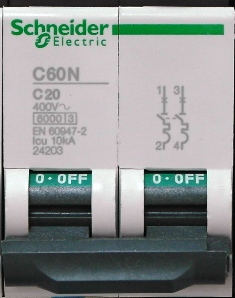 Schneider
Electric
C60N
C20
400V~
6000 3
EN 60947-2
Icu 10kA
24203
1 3
2 4
O·OFF O·OFF